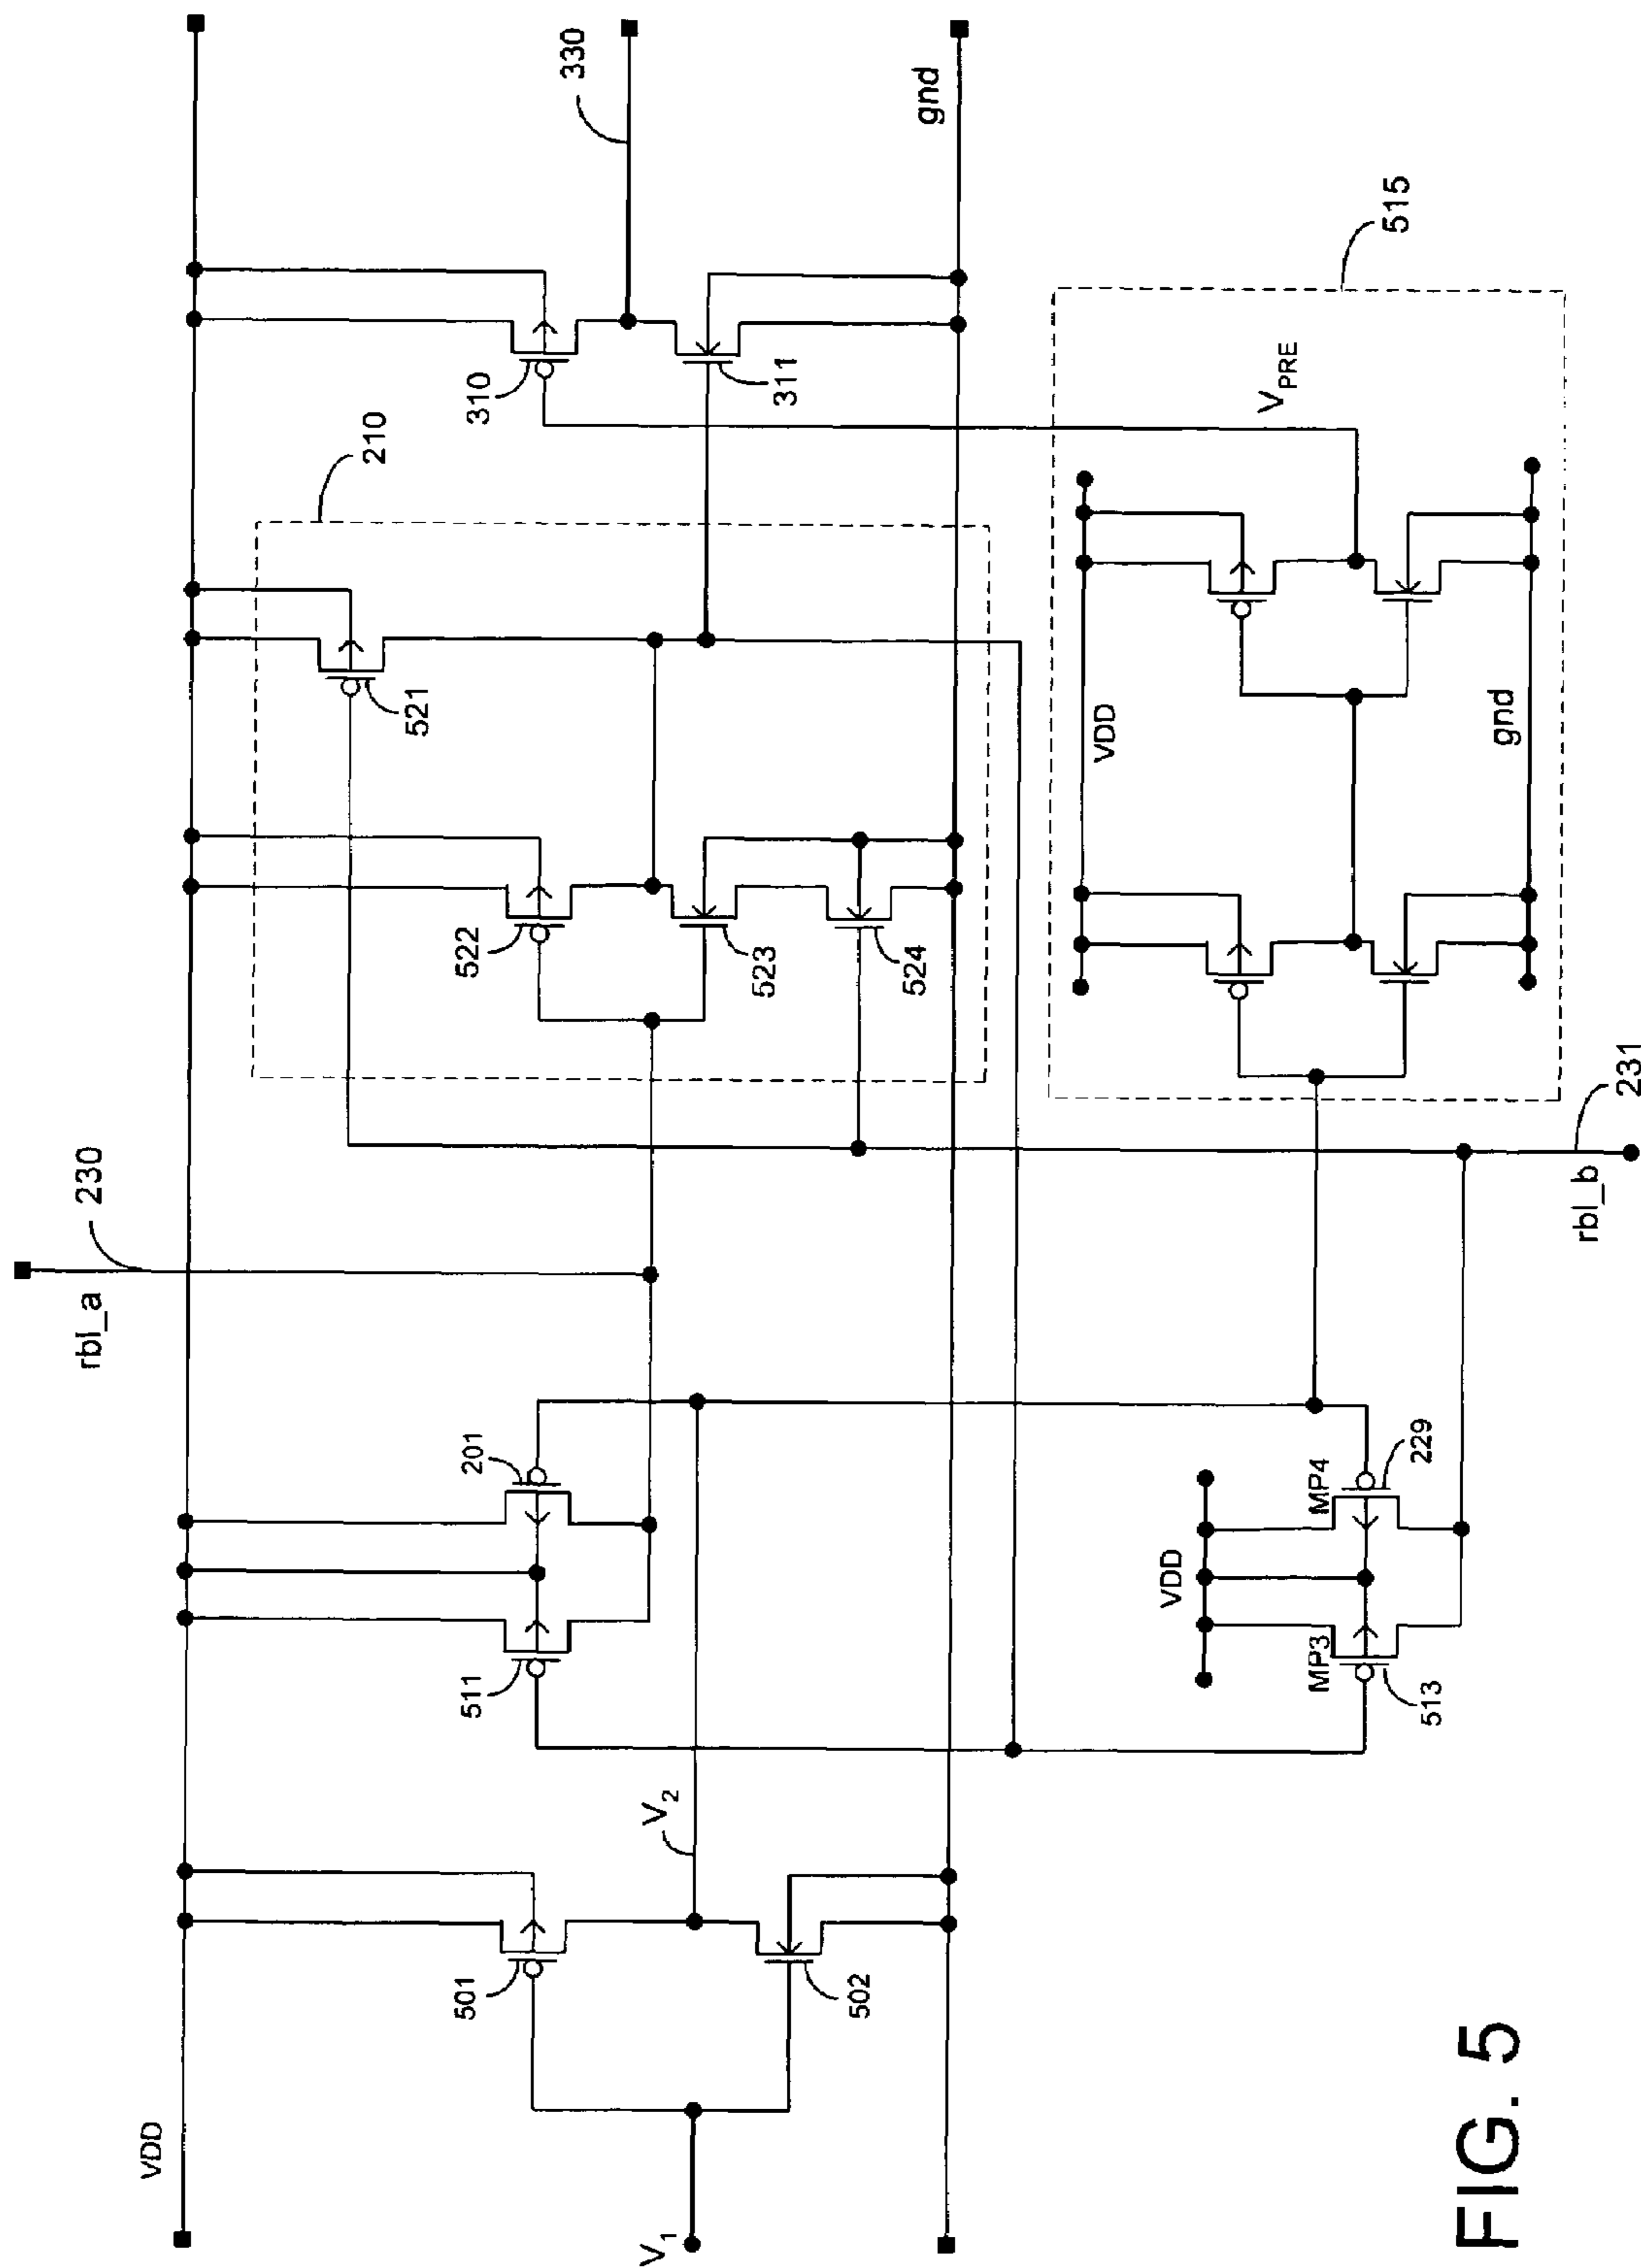 VDD
V1
501
502
V2
511
201
rbl_a
230
VDD
MP3
MP4
513
229
rbl_b
231
210
522
523
524
521
310
311
330
gnd
515
VDD
gnd
VPRE
FIG. 5